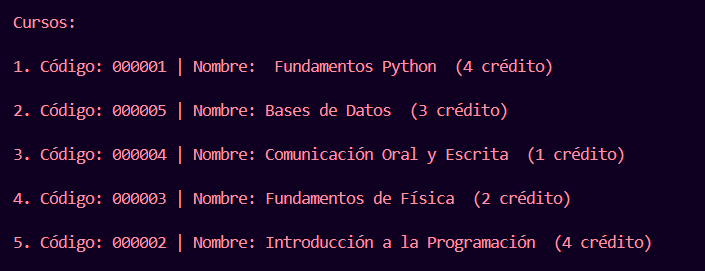 Cursos:
1. Código: 000001 | Nombre:  Fundamentos Python  (4 crédito)
2. Código: 000005 | Nombre: Bases de Datos  (3 crédito)
3. Código: 000004 | Nombre: Comunicación Oral y Escrita  (1 crédito)
4. Código: 000003 | Nombre: Fundamentos de Física  (2 crédito)
5. Código: 000002 | Nombre: Introducción a la Programación  (4 crédito)